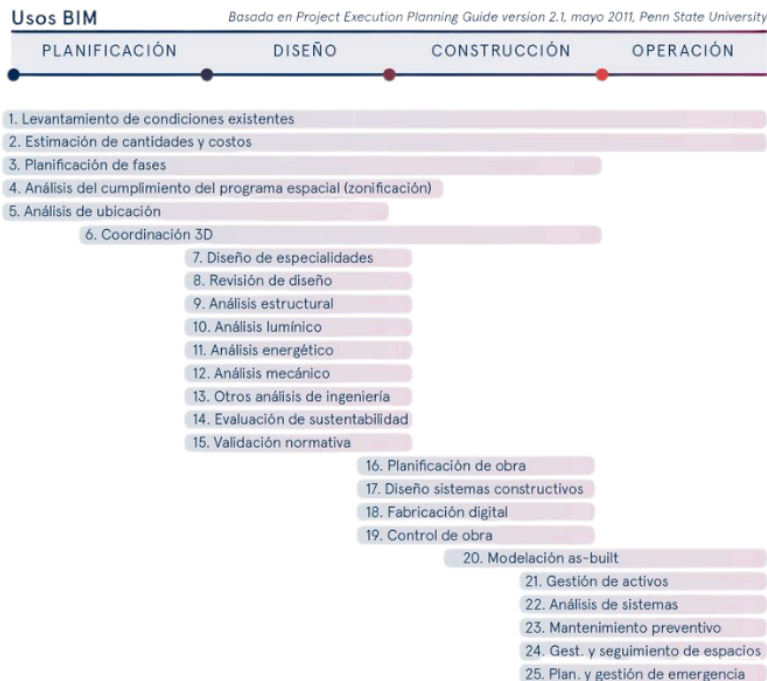 Usos BIM
Basada en Project Execution Planning Guide version 2.1, mayo 2011, Penn State University
PLANIFICACIÓN DISEÑO CONSTRUCCIÓN OPERACIÓN
1. Levantamiento de condiciones existentes
2. Estimación de cantidades y costos
3. Planificación de fases
4. Análisis del cumplimiento del programa espacial (zonificación)
5. Análisis de ubicación
6. Coordinación 3D
7. Diseño de especialidades
8. Revisión de diseño
9. Análisis estructural
10. Análisis lumínico
11. Análisis energético
12. Análisis mecánico
13. Otros análisis de ingeniería
14. Evaluación de sustentabilidad
15. Validación normativa
16. Planificación de obra
17. Diseño sistemas constructivos
18. Fabricación digital
19. Control de obra
20. Modelación as-built
21. Gestión de activos
22. Análisis de sistemas
23. Mantenimiento preventivo
24. Gest. y seguimiento de espacios
25. Plan. y gestión de emergencia